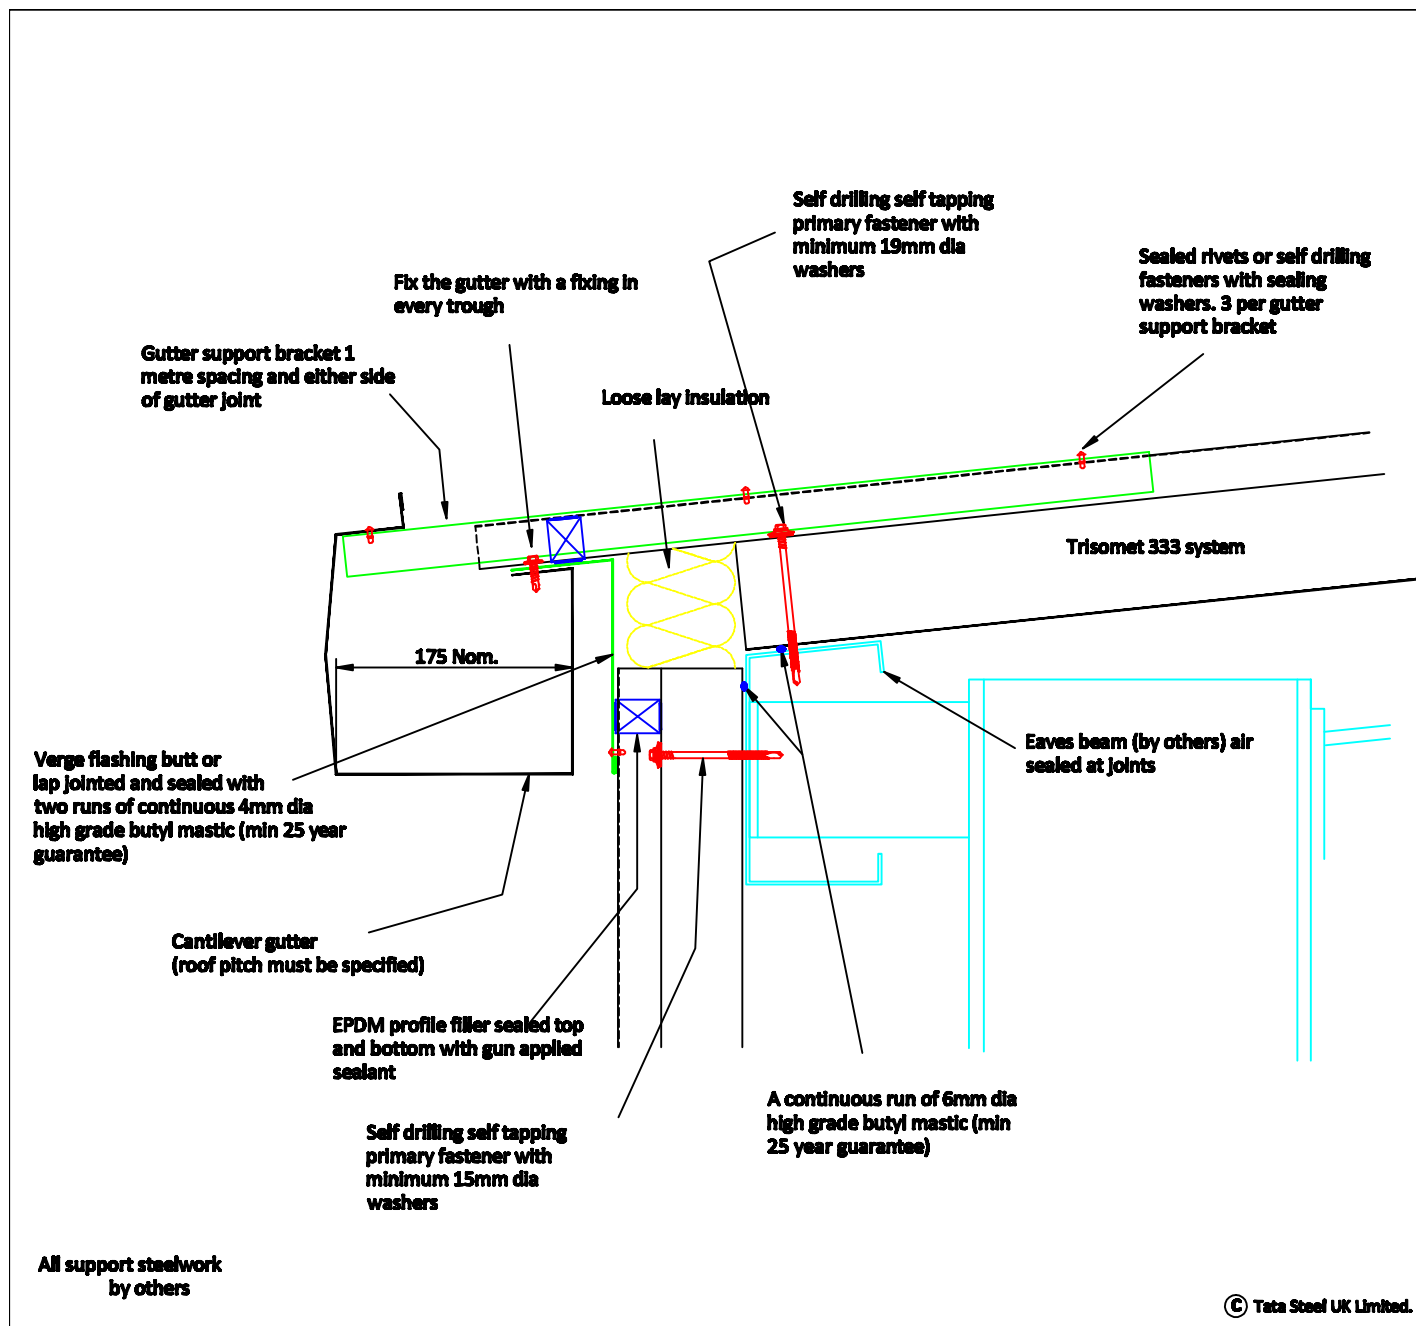 Self drilling self tapping
primary fastener with
minimum 19mm dia
washers
Sealed rivets or self drilling
fasteners with sealing
washers. 3 per gutter
support bracket
Fix the gutter with a fixing in
every trough
Gutter support bracket 1
metre spacing and either side
of gutter joint
Loose lay insulation
Trisomet 333 system
175 Nom.
Eaves beam (by others) air
sealed at joints
Verge flashing butt or
lap jointed and sealed with
two runs of continuous 4mm dia
high grade butyl mastic (min 25 year
guarantee)
Cantilever gutter
(roof pitch must be specified)
EPDM profile filler sealed top
and bottom with gun applied
sealant
A continuous run of 6mm dia
high grade butyl mastic (min
25 year guarantee)
Self drilling self tapping
primary fastener with
minimum 15mm dia
washers
All support steelwork
by others
© Tata Steel UK Limited.